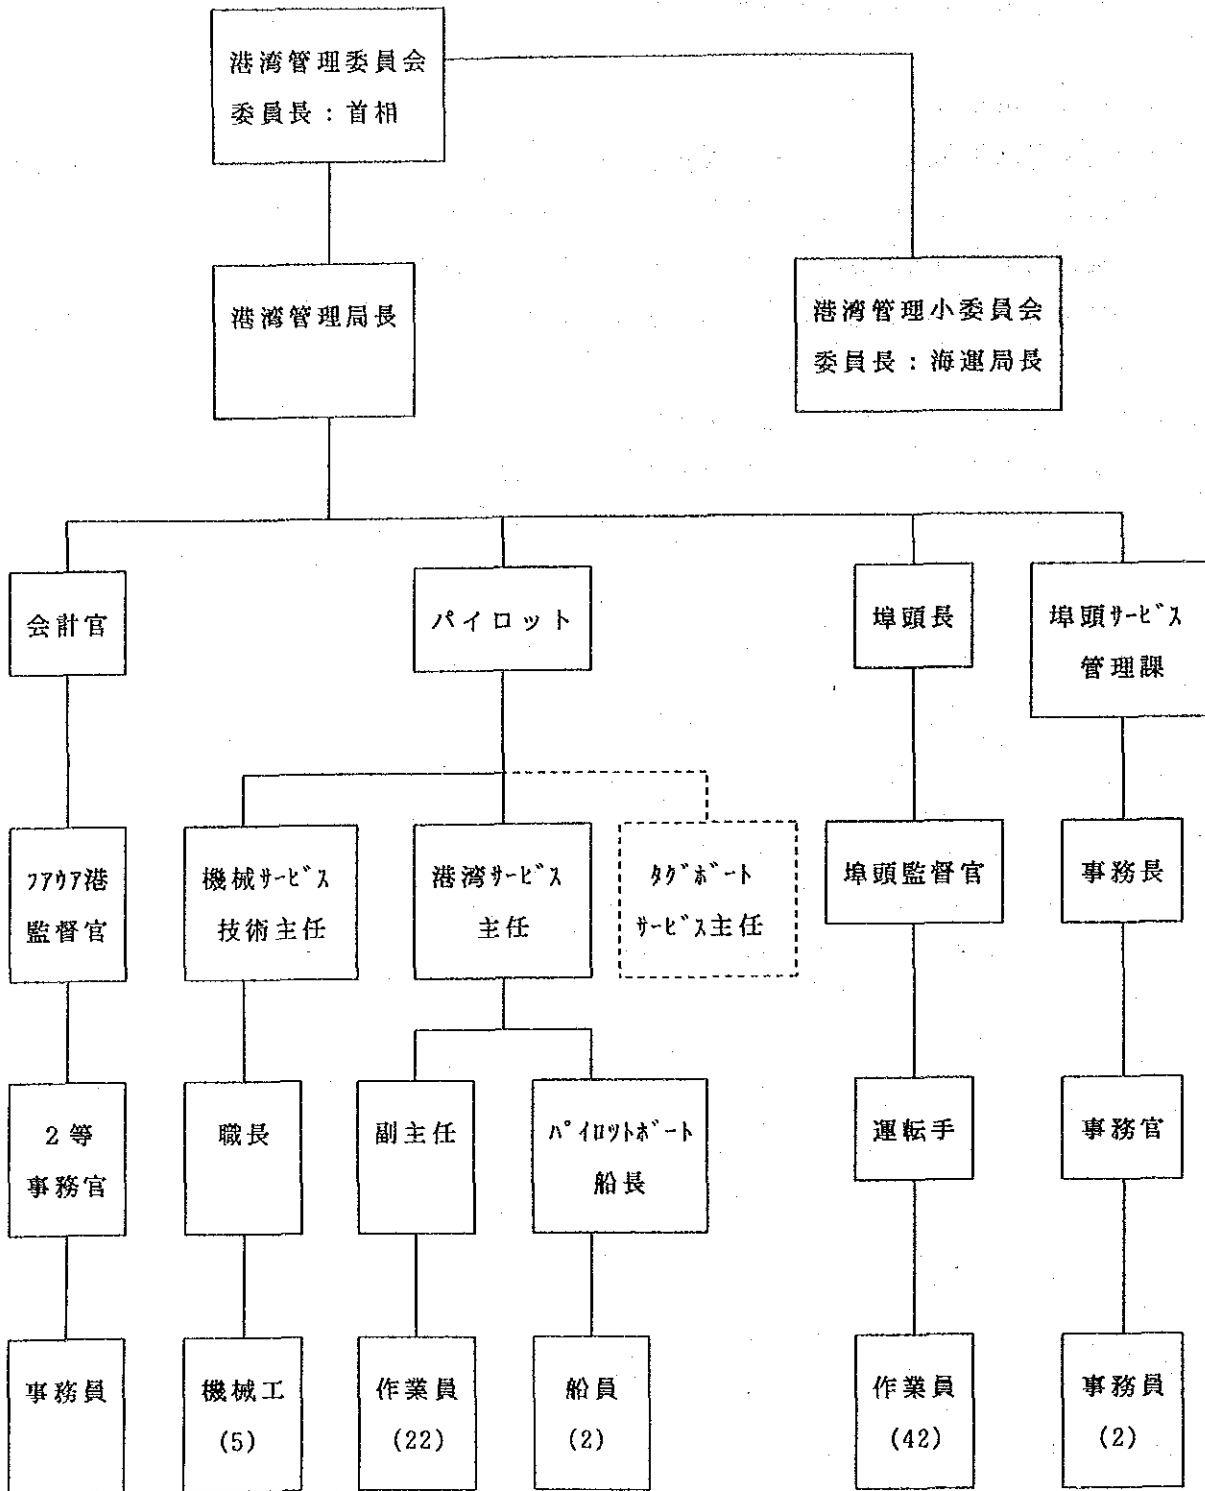 港湾管理委員会
委員長：首相
港湾管理局長
港湾管理小委員会
委員長：海運局長
会計官
パイロット
埠頭長
埠頭ｻｰﾋﾞｽ
管理課
ﾌｱｳｱ港
監督官
機械ｻｰﾋﾞｽ
技術主任
港湾ｻｰﾋﾞｽ
主任
ﾀｸﾞﾎﾞｰﾄ
ｻｰﾋﾞｽ主任
埠頭監督官
事務長
2等
事務官
職長
副主任
ﾊﾟｲﾛｯﾄﾎﾞｰﾄ
船長
運転手
事務官
事務員
機械工
(5)
作業員
(22)
船員
(2)
作業員
(42)
事務員
(2)